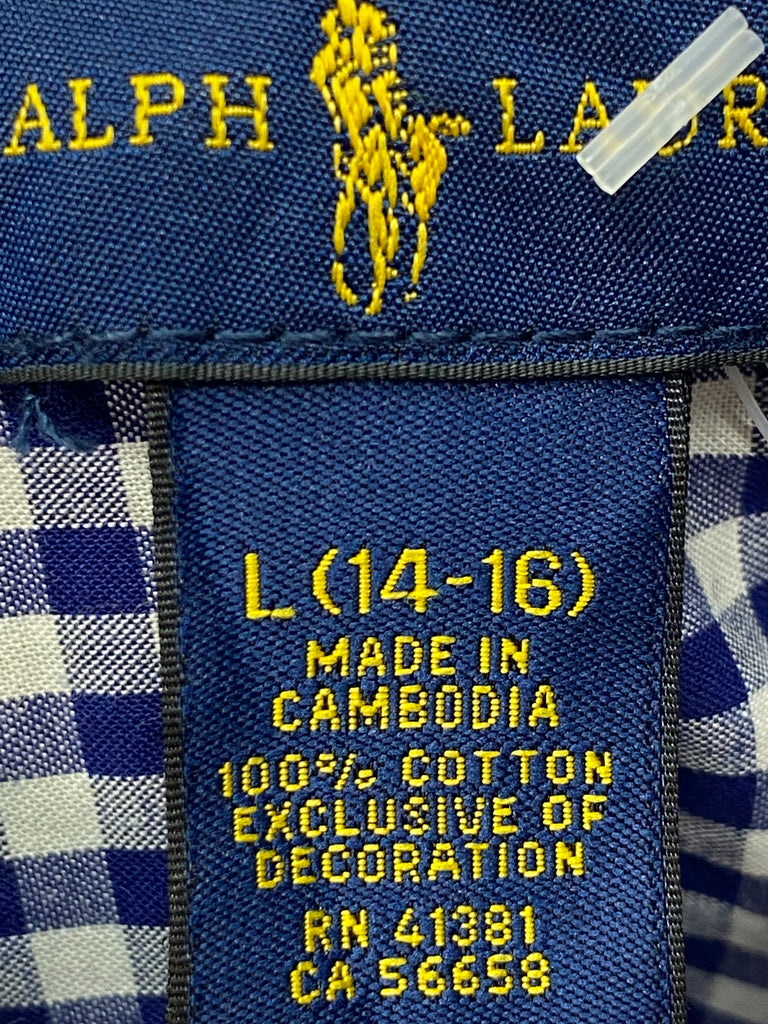 ALPH LAUR
L (14-16)
MADE IN
CAMBODIA
100% COTTON
EXCLUSIVE OF
DECORATION
RN 41381
CA 56658